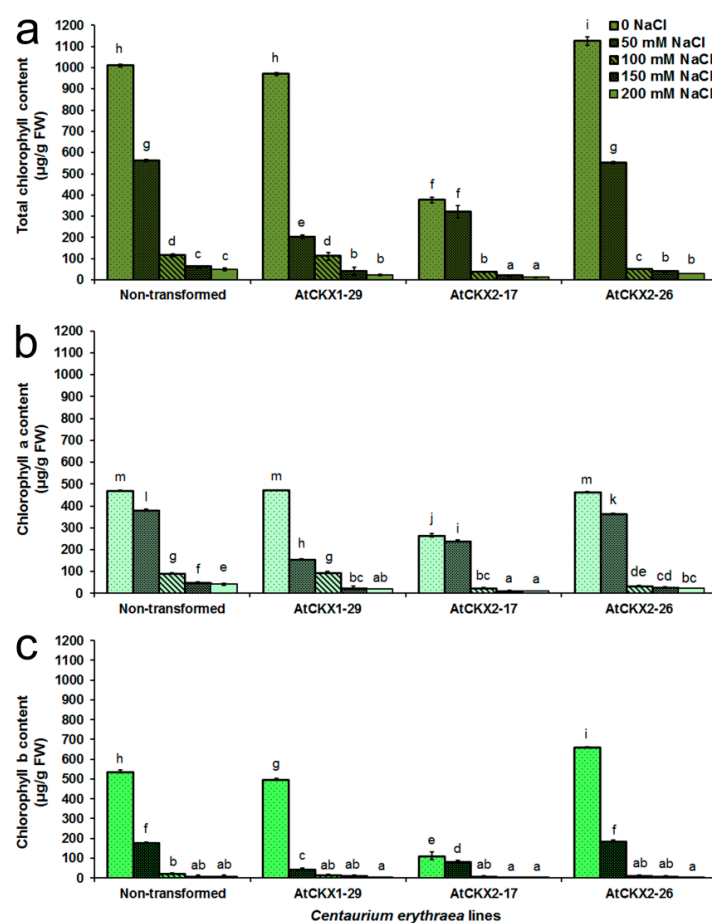 a
Total chlorophyll content
(µg/g FW)
1200
1100
1000
900
800
700
600
500
400
300
200
100
0
h
g
d
c
c
h
e
d
b
b
f
f
b
a
a
i
g
c
b
b
0 NaCl
50 mM NaCl
100 mM NaCl
150 mM NaCl
200 mM NaCl
Non-transformed
AtCKX1-29
AtCKX2-17
AtCKX2-26
b
Chlorophyll a content
(µg/g FW)
1200
1100
1000
900
800
700
600
500
400
300
200
100
0
m
l
g
f
e
m
h
g
bc
ab
j
i
bc
a
a
m
k
de
cd
bc
Non-transformed
AtCKX1-29
AtCKX2-17
AtCKX2-26
c
Chlorophyll b content
(µg/g FW)
1200
1100
1000
900
800
700
600
500
400
300
200
100
0
h
f
b
ab
ab
g
c
ab
ab
a
e
d
ab
a
a
i
f
ab
ab
a
Non-transformed
AtCKX1-29
AtCKX2-17
AtCKX2-26
Centaurium erythraea lines